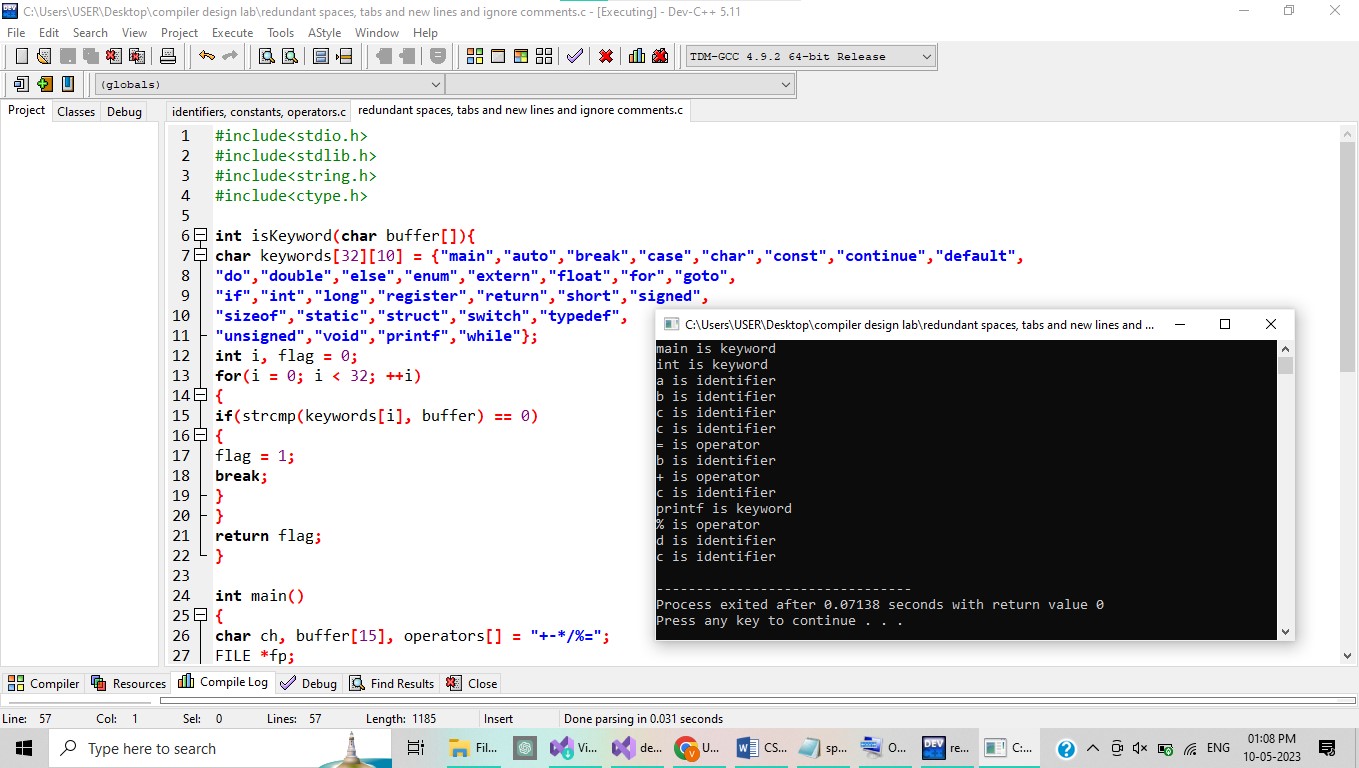 C:\Users\USER\Desktop\compiler design lab\redundant spaces, tabs and new lines and ignore comments.c - [Executing] - Dev-C++ 5.11
File Edit Search View Project Execute Tools AStyle Window Help
TDM-GCC 4.9.2 64-bit Release
(globals)
Project Classes Debug identifiers, constants, operators.c redundant spaces, tabs and new lines and ignore comments.c
1 #include<stdio.h>
2 #include<stdlib.h>
3 #include<string.h>
4 #include<ctype.h>
5
6 int isKeyword(char buffer[]){
7 char keywords[32][10] = {"main","auto","break","case","char","const","continue","default",
8 "do","double","else","enum","extern","float","for","goto",
9 "if","int","long","register","return","short","signed",
10 "sizeof","static","struct","switch","typedef",
11 "unsigned","void","printf","while"};
12 int i, flag = 0;
13 for(i = 0; i < 32; ++i)
14 {
15 if(strcmp(keywords[i], buffer) == 0)
16 {
17 flag = 1;
18 break;
19 }
20 }
21 return flag;
22 }
23
24 int main()
25 {
26 char ch, buffer[15], operators[] = "+-*/%=";
27 FILE *fp;
C:\Users\USER\Desktop\compiler design lab\redundant spaces, tabs and new lines and ...
main is keyword
int is keyword
a is identifier
b is identifier
c is identifier
c is identifier
= is operator
b is identifier
+ is operator
c is identifier
printf is keyword
% is operator
d is identifier
c is identifier
--------------------------------
Process exited after 0.07138 seconds with return value 0
Press any key to continue . . .
Compiler Resources Compile Log Debug Find Results Close
Line: 57 Col: 1 Sel: 0 Lines: 57 Length: 1185 Insert Done parsing in 0.031 seconds
Type here to search Fil... Vi... de... U... CS... sp... O... DEV re... C:... ENG 01:08 PM
10-05-2023